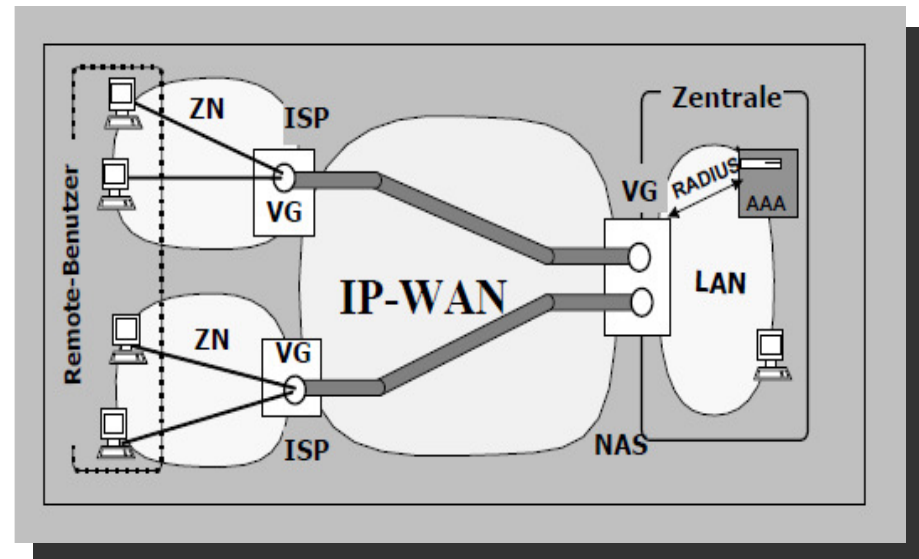 Remote-Benutzer
ZN
ISP
VG
ZN
VG
ISP
IP-WAN
Zentrale
VG
RADIUS
AAA
LAN
NAS